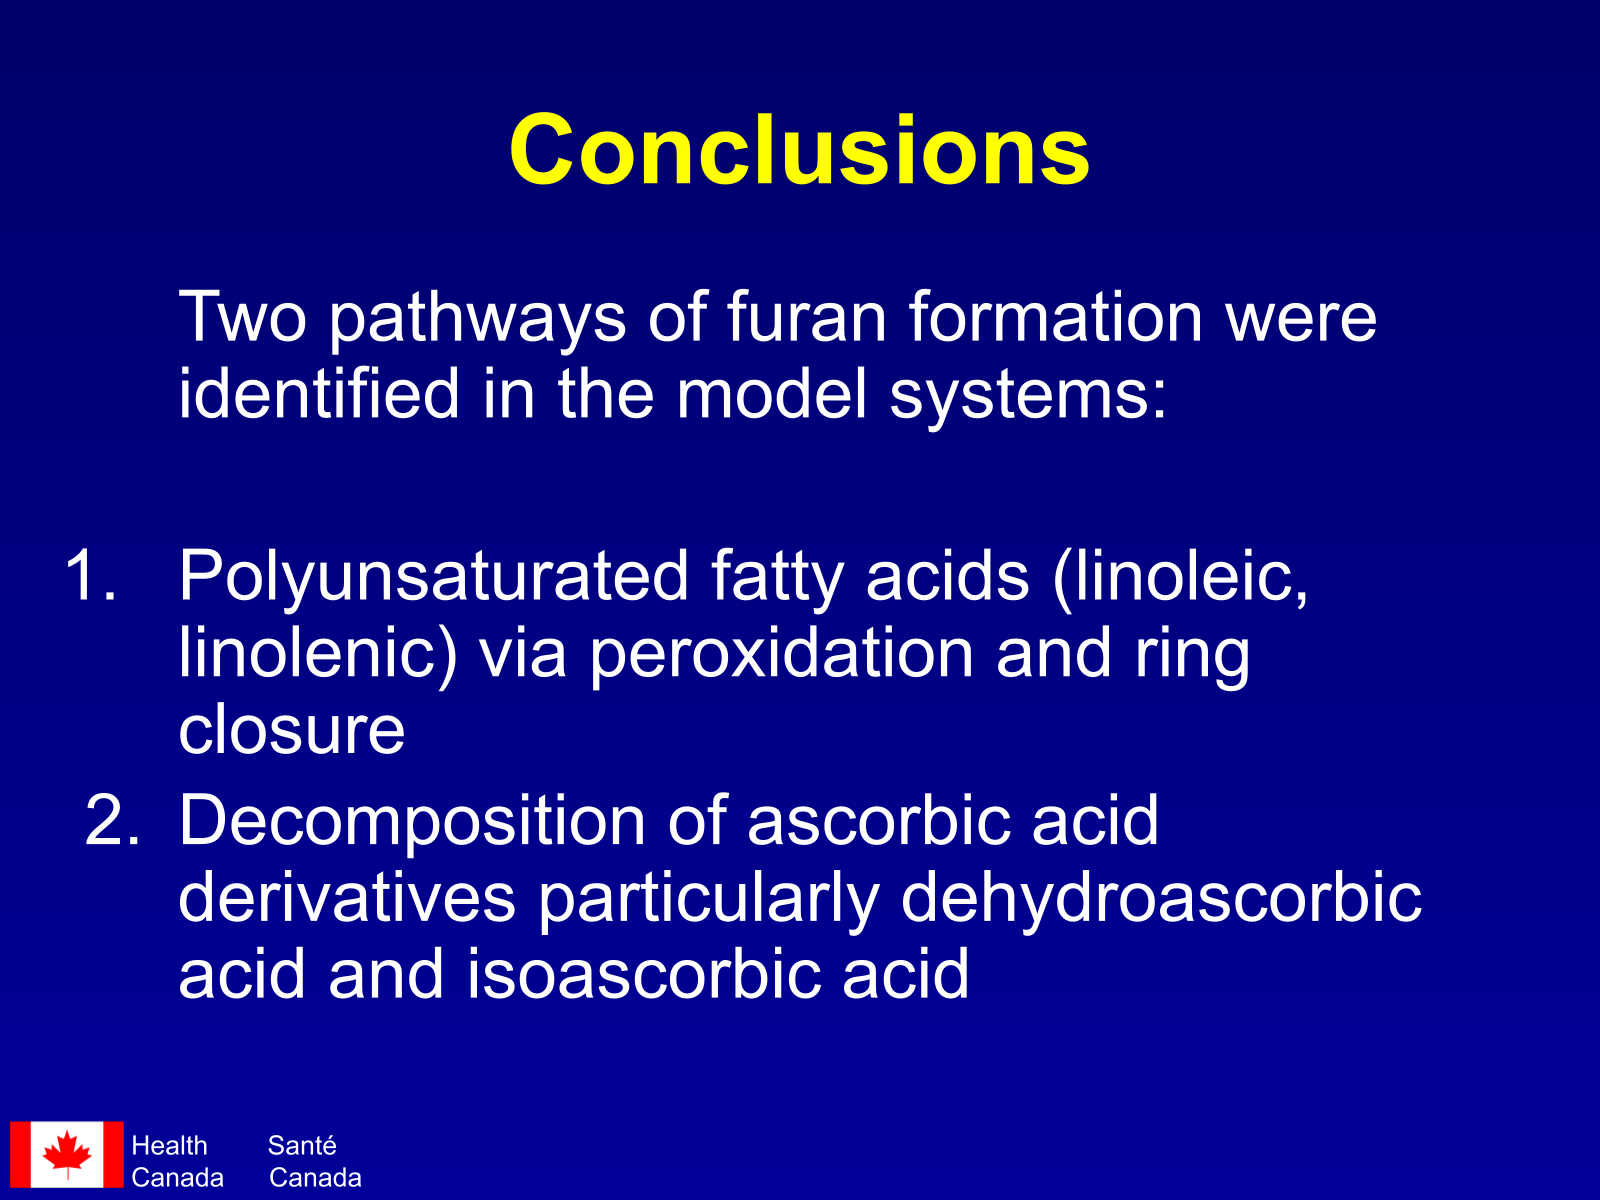 Conclusions
Two pathways of furan formation were
identified in the model systems:
1. Polyunsaturated fatty acids (linoleic,
linolenic) via peroxidation and ring
closure
2. Decomposition of ascorbic acid
derivatives particularly dehydroascorbic
acid and isoascorbic acid
Health Santé
Canada Canada